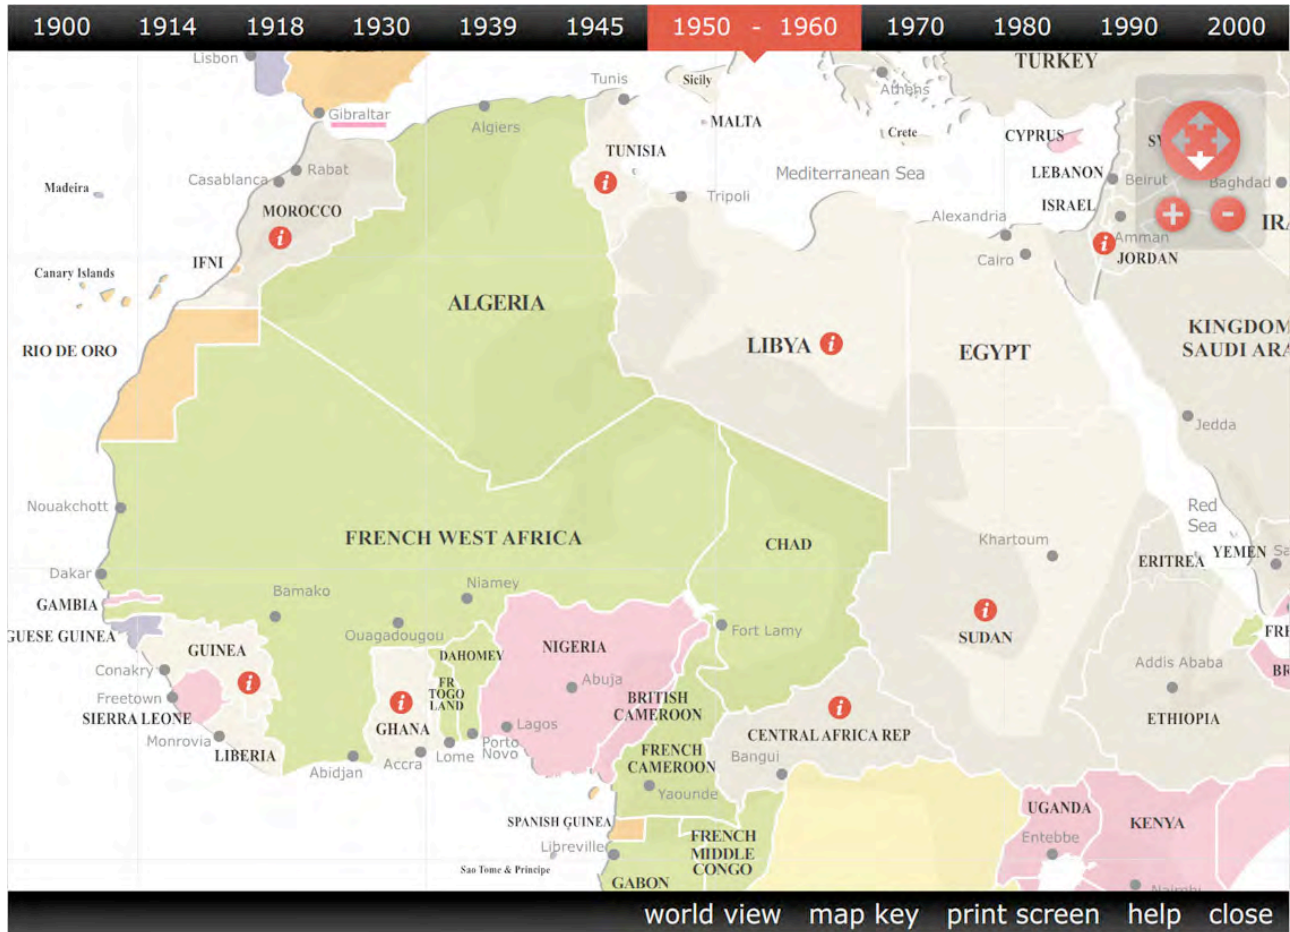 1900 1914 1918 1930 1939 1945 1950 - 1960 1970 1980 1990 2000
Lisbon
TURKEY
Tunis
Sicily
Athens
Gibraltar
Algiers
MALTA
Crete
CYPRUS
TUNISIA
Mediterranean Sea
LEBANON
Beirut
Baghdad
Rabat
Casablanca
Madeira
Tripoli
MOROCCO
ISRAEL
Alexandria
Amman
JORDAN
Cairo
IFNI
Canary Islands
ALGERIA
LIBYA
EGYPT
KINGDOM
SAUDI ARA
RIO DE ORO
Jedda
Nouakchott
Red
Sea
FRENCH WEST AFRICA
CHAD
Khartoum
ERITREA
YEMEN
Dakar
Bamako
Niamey
GAMBIA
GUESE GUINEA
Ouagadougou
Fort Lamy
SUDAN
GUINEA
DAHOMEY
NIGERIA
Conakry
FR
TOGO
LAND
Abuja
Addis Ababa
Freetown
BRITISH
CAMEROON
SIERRA LEONE
GHANA
Lagos
ETHIOPIA
CENTRAL AFRICA REP
Monrovia
LIBERIA
Abidjan
Accra
Lome
Porto
Novo
FRENCH
CAMEROON
Bangui
Yaounde
UGANDA
KENYA
SPANISH GUINEA
Entebbe
Libreville
FRENCH
MIDDLE
CONGO
Sao Tome & Principe
GABON
Nairobi
world view map key print screen help close